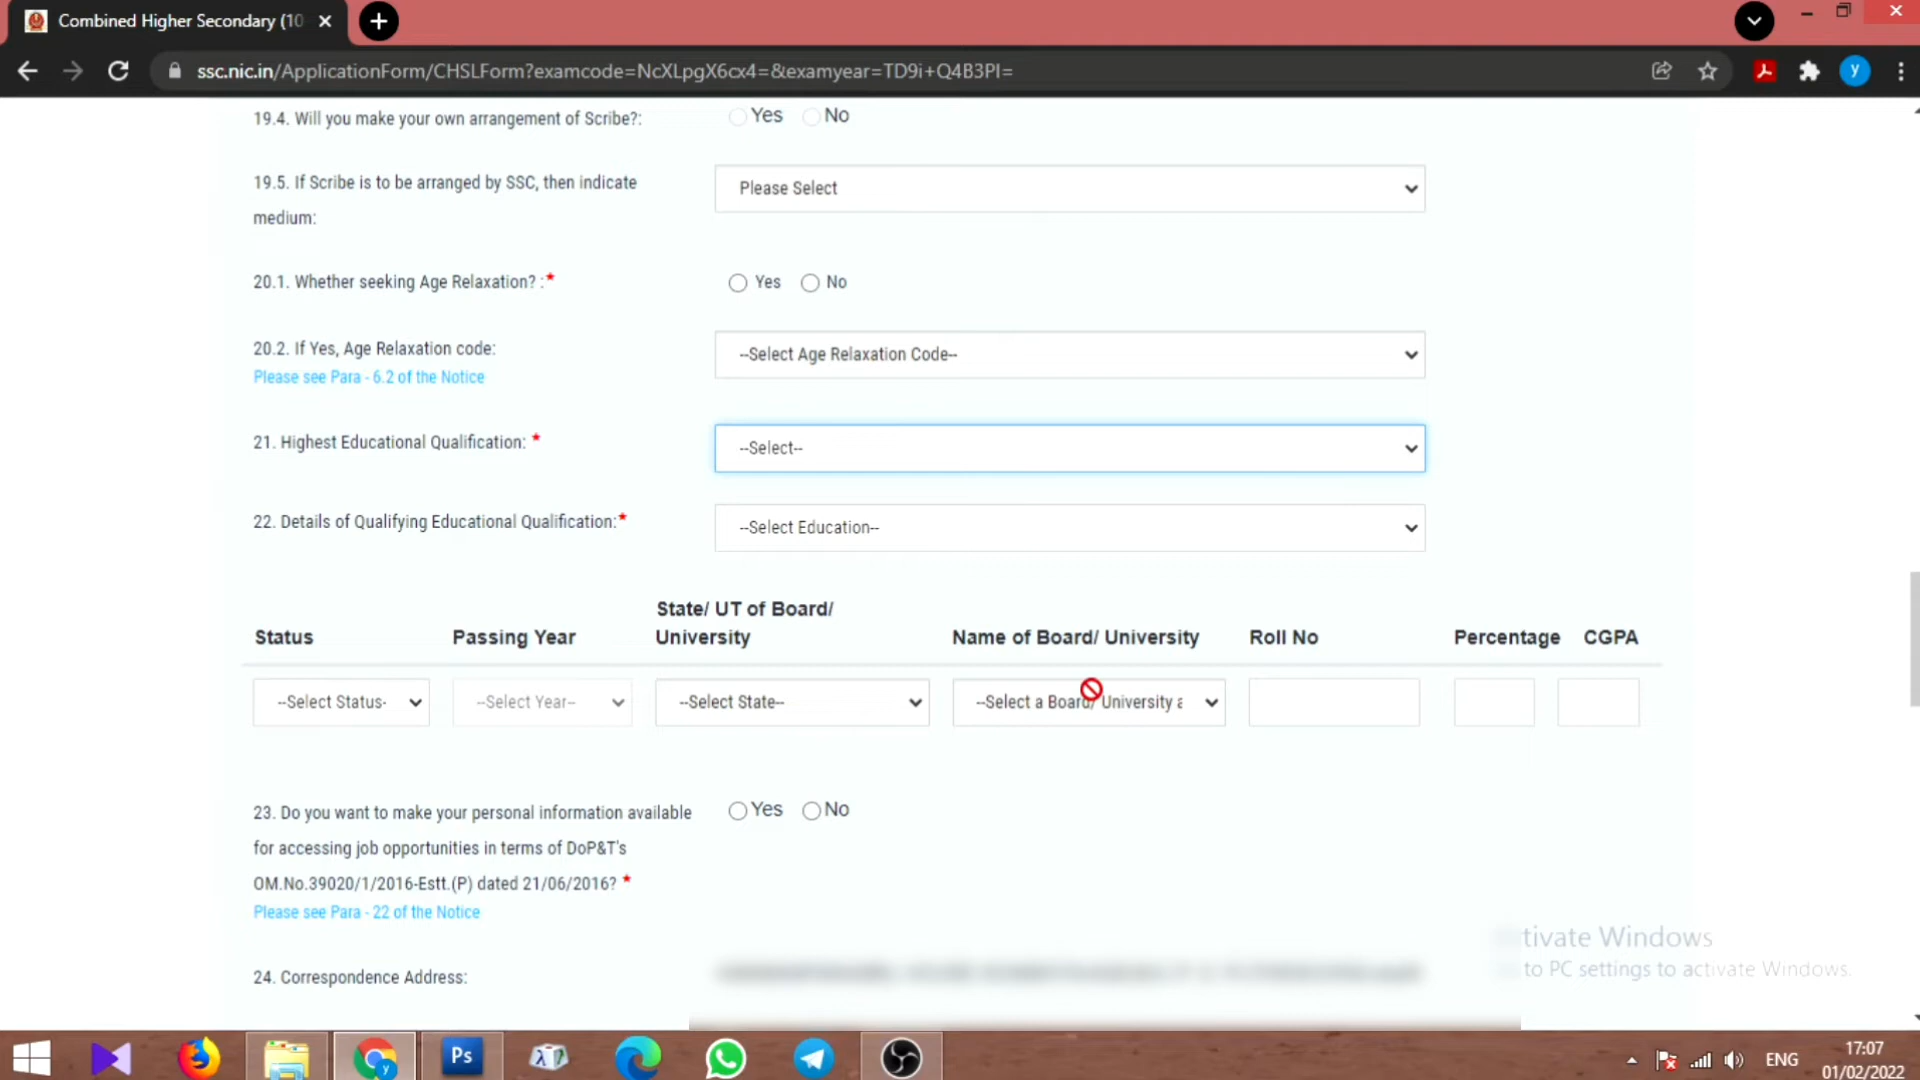 Combined Higher Secondary (10
ssc.nic.in/ApplicationForm/CHSLForm?examcode=NcXLpgX6cx4=&examyear=TD9i+Q4B3PI=
y
19.4. Will you make your own arrangement of Scribe?:
Yes No
19.5. If Scribe is to be arranged by SSC, then indicate
medium:
Please Select
20.1. Whether seeking Age Relaxation? :*
Yes No
20.2. If Yes, Age Relaxation code:
Please see Para - 6.2 of the Notice
--Select Age Relaxation Code--
21. Highest Educational Qualification: *
--Select--
22. Details of Qualifying Educational Qualification:*
--Select Education--
Status Passing Year State/ UT of Board/
University Name of Board/ University Roll No Percentage CGPA
--Select Status- --Select Year-- --Select State-- --Select a Board/ University a
23. Do you want to make your personal information available
for accessing job opportunities in terms of DoP&T's
OM.No.39020/1/2016-Estt.(P) dated 21/06/2016? *
Please see Para - 22 of the Notice
Yes No
24. Correspondence Address:
tivate Windows
to PC settings to activate Windows.
y
Ps
ENG
17:07
01/02/2022